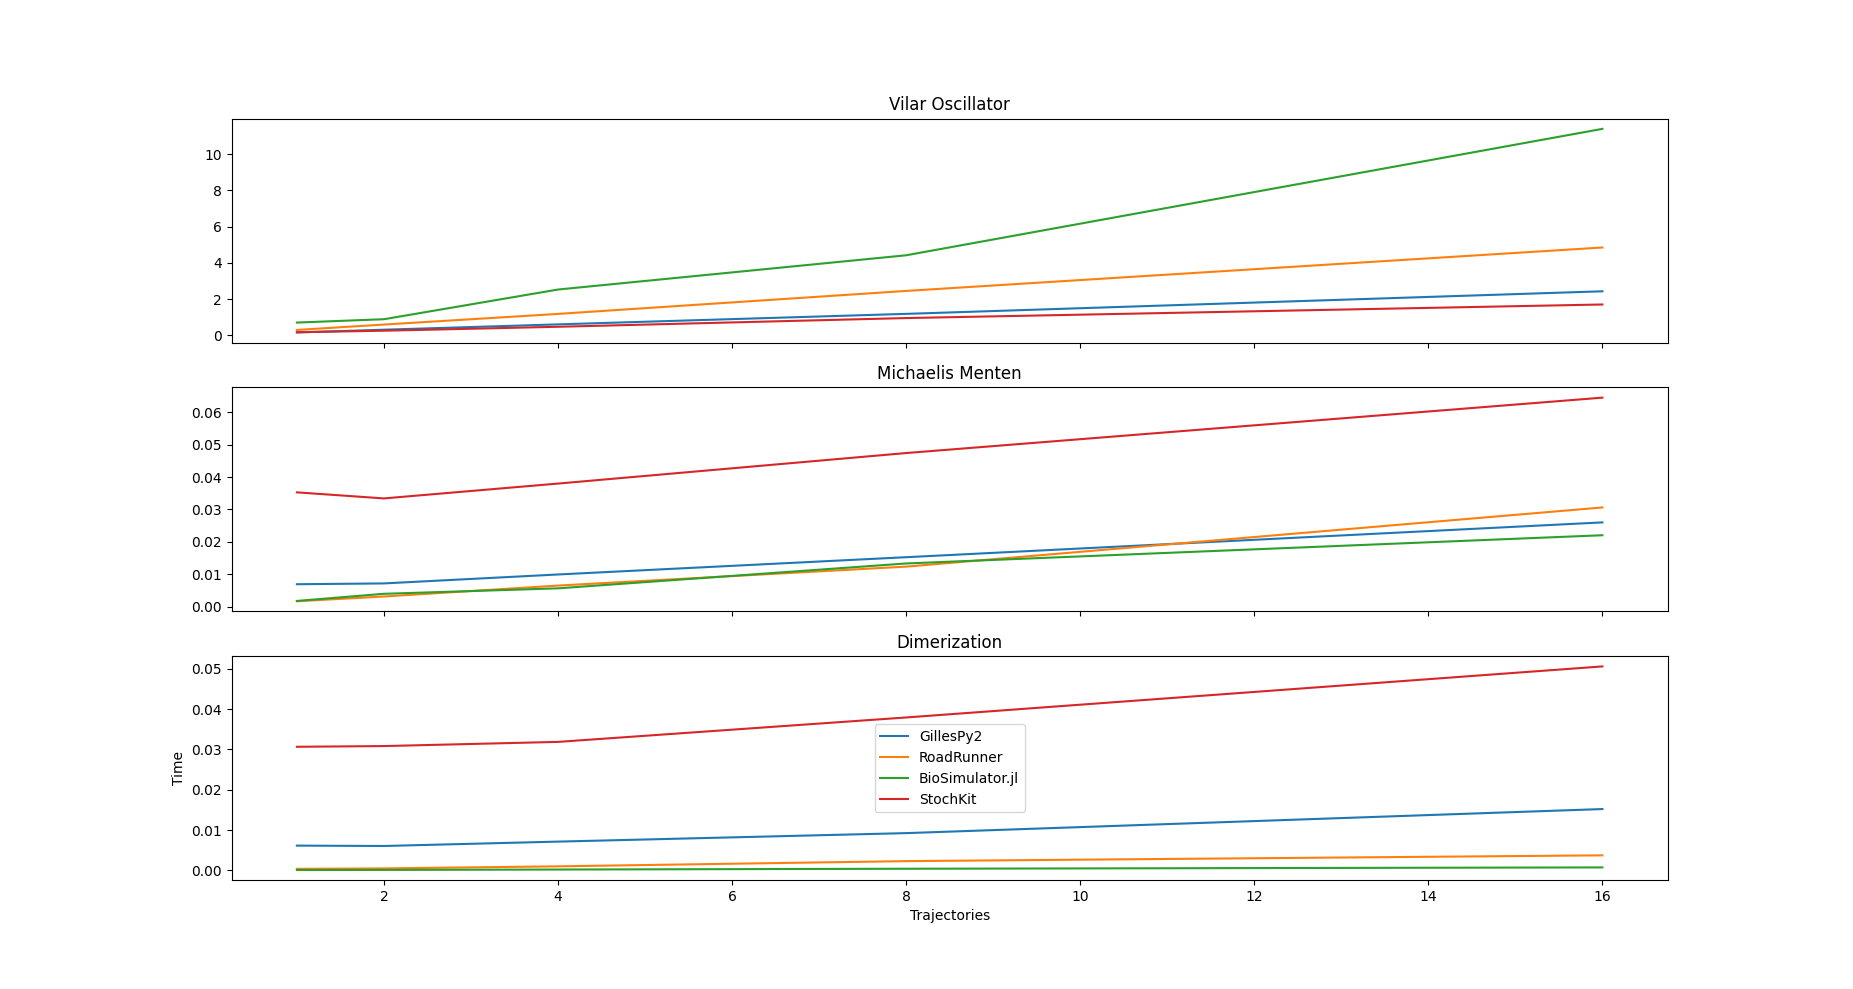 Vilar Oscillator
10
8
6
4
2
0
Michaelis Menten
0.06
0.05
0.04
0.03
0.02
0.01
0.00
Dimerization
0.05
0.04
0.03
0.02
0.01
0.00
Time
GillesPy2
RoadRunner
BioSimulator.jl
StochKit
2 4 6 8 10 12 14 16
Trajectories